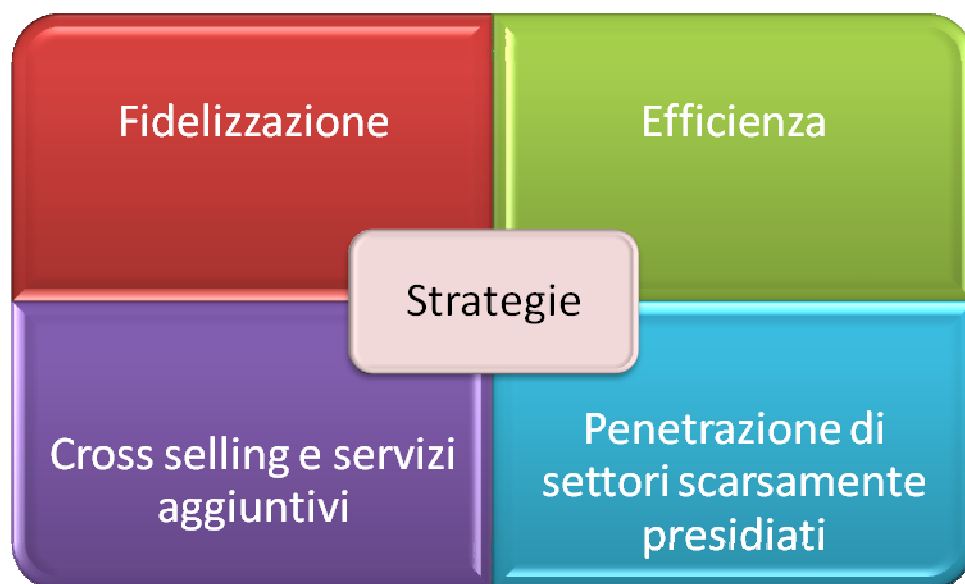 Fidelizzazione
Efficienza
Strategie
Cross selling e servizi
aggiuntivi
Penetrazione di
settori scarsamente
presidiati